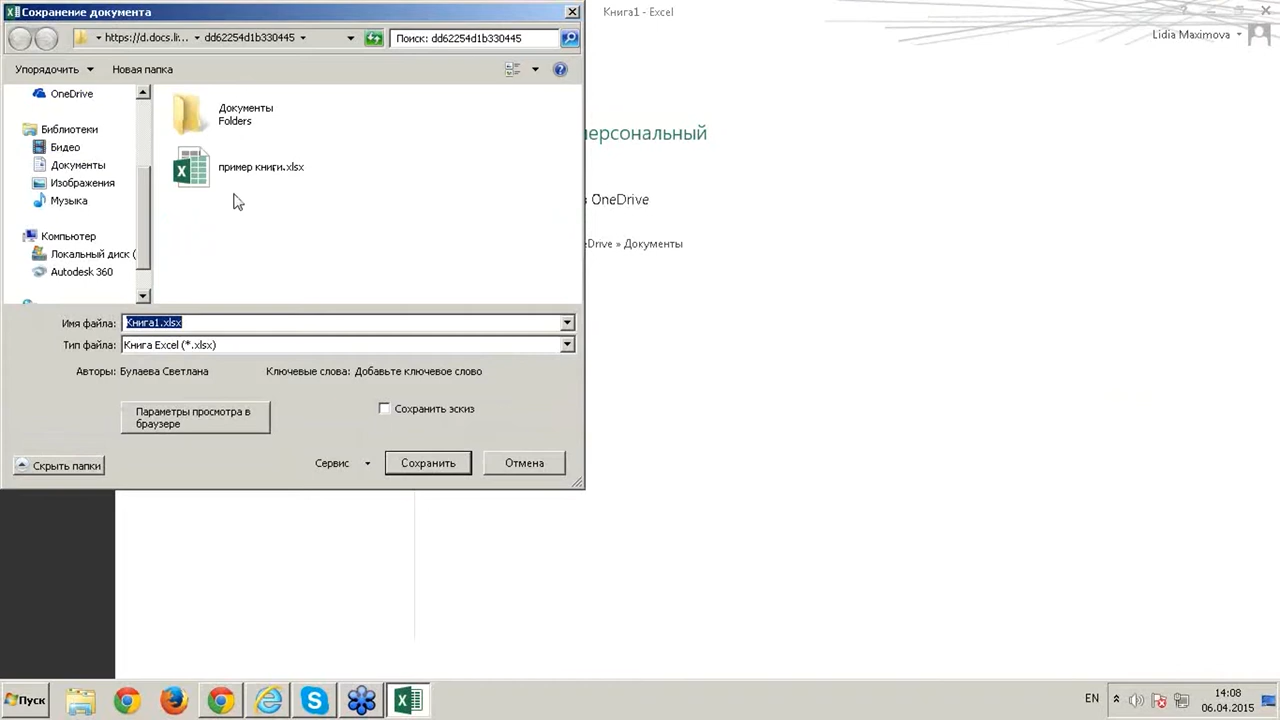 Сохранение документа
https://d.docs.li... dd62254d1b330445
Поиск: dd62254d1b330445
Упорядочить
Новая папка
OneDrive
Библиотеки
Видео
Документы
Изображения
Музыка
Компьютер
Локальный диск (
Autodesk 360
Документы
Folders
пример книги.xlsx
Имя файла: Книга1.xlsx
Тип файла: Книга Excel (*.xlsx)
Авторы: Булаева Светлана
Ключевые слова: Добавьте ключевое слово
Параметры просмотра в
браузере
Сохранить эскиз
Скрыть папки
Сервис
Сохранить
Отмена
Книга1 - Excel
Lidia Maximova
персональный
в OneDrive
eDrive » Документы
Пуск
EN
14:08
06.04.2015